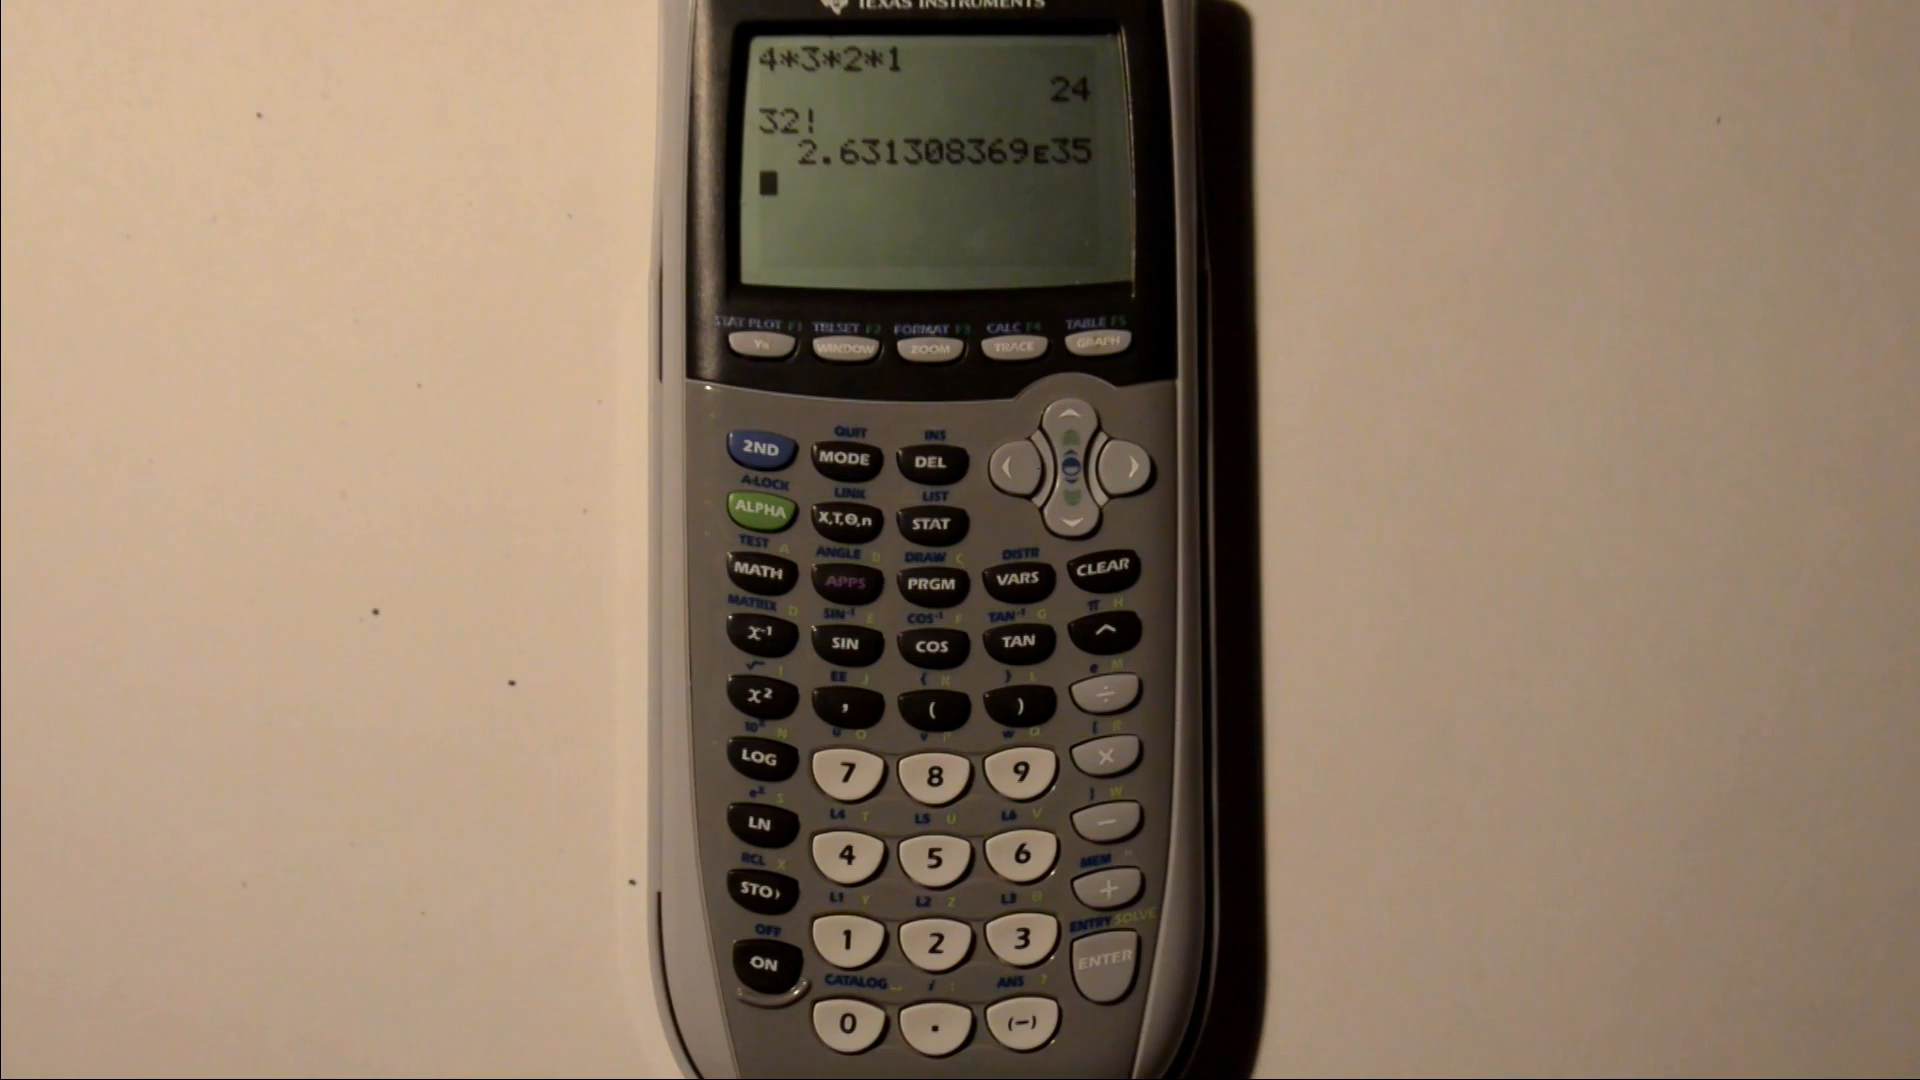 TEXAS INSTRUMENTS
4*3*2*1
24
32!
2.631308369E35
STAT PLOT F1 TBLSET F2 FORMAT F3 CALC F4 TABLE F5
Y= WINDOW ZOOM TRACE GRAPH
QUIT INS
2ND MODE DEL
A-LOCK LINK LIST
ALPHA X,T,Θ,n STAT
TEST A ANGLE B DRAW C DISTR
MATH APPS PRGM VARS CLEAR
MATRIX D SIN⁻¹ E COS⁻¹ F TAN⁻¹ G π H
x⁻¹ SIN COS TAN ^
√ I EE J { K } L e M
x² , ( ) ÷
10ˣ N u O v P w Q [ R
LOG 7 8 9 ×
eˣ S L4 T L5 U L6 V ] W
LN 4 5 6 −
RCL X L1 Y L2 Z L3 θ MEM "
STO› 1 2 3 +
OFF CATALOG i : ANS ? ENTRY SOLVE
ON 0 . (−) ENTER